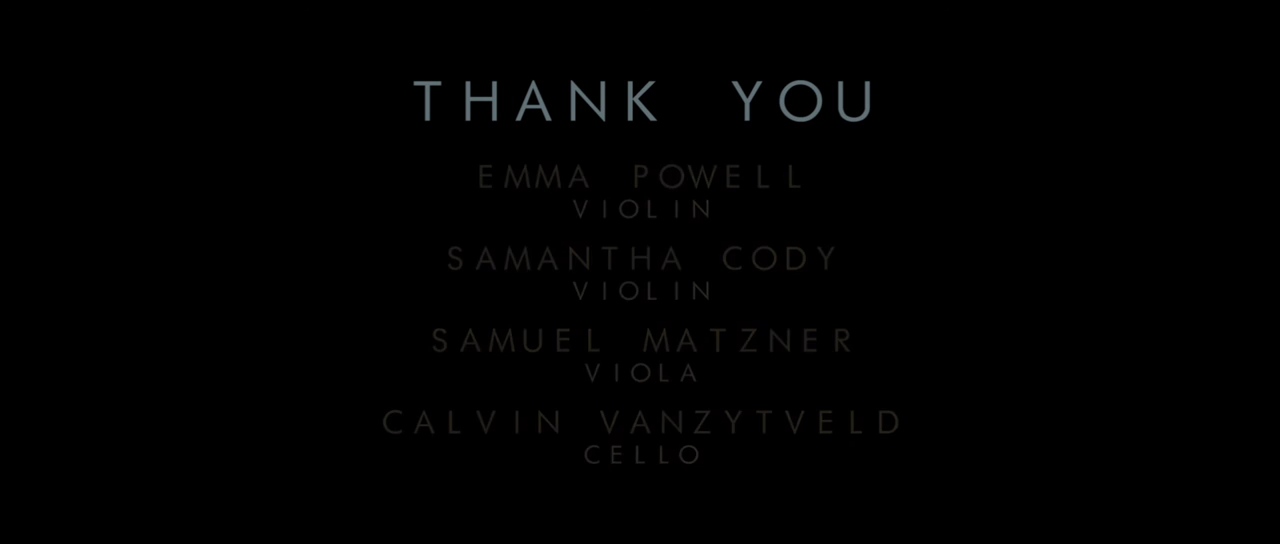 THANK YOU
EMMA POWELL
VIOLIN
SAMANTHA CODY
VIOLIN
SAMUEL MATZNER
VIOLA
CALVIN VANZYTVELD
CELLO